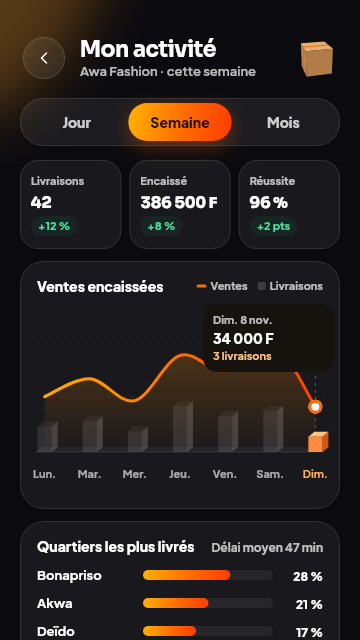 Mon activité
Awa Fashion · cette semaine
Jour Semaine Mois
Livraisons Encaissé Réussite
42 386 500 F 96 %
+12 % +8 % +2 pts
Ventes encaissées Ventes Livraisons
Dim. 8 nov.
34 000 F
3 livraisons
Lun. Mar. Mer. Jeu. Ven. Sam. Dim.
Quartiers les plus livrés Délai moyen 47 min
Bonapriso 28 %
Akwa 21 %
Deïdo 17 %